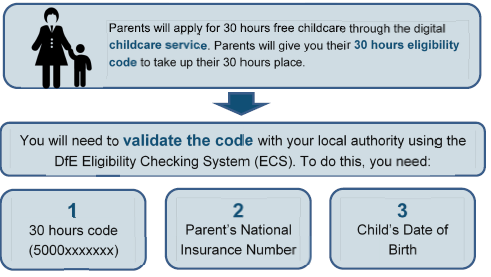 Parents will apply for 30 hours free childcare through the digital
childcare service. Parents will give you their 30 hours eligibility
code to take up their 30 hours place.
You will need to validate the code with your local authority using the
DfE Eligibility Checking System (ECS). To do this, you need:
1
30 hours code
(5000xxxxxxx)
2
Parent's National
Insurance Number
3
Child's Date of
Birth